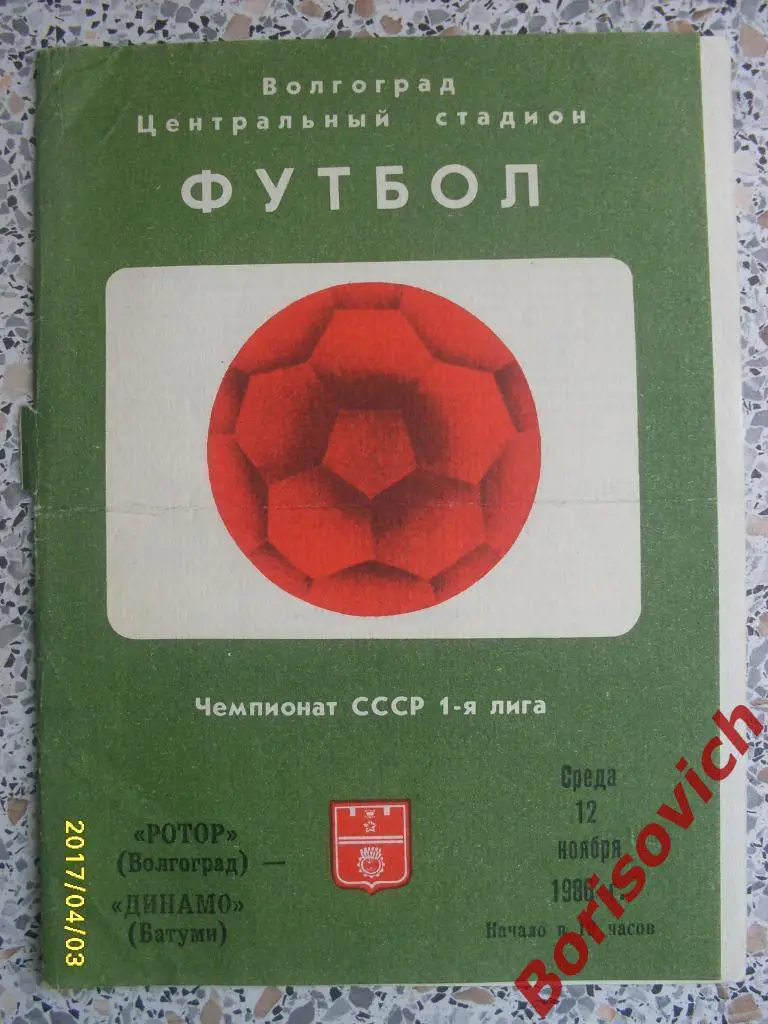 Волгоград
Центральный стадион
ФУТБОЛ
Чемпионат СССР 1-я лига
«РОТОР»
(Волгоград) —
«ДИНАМО»
(Батуми)
Среда
12
ноября
1986 г.
Начало в часов
2017/04/03
Borisovich